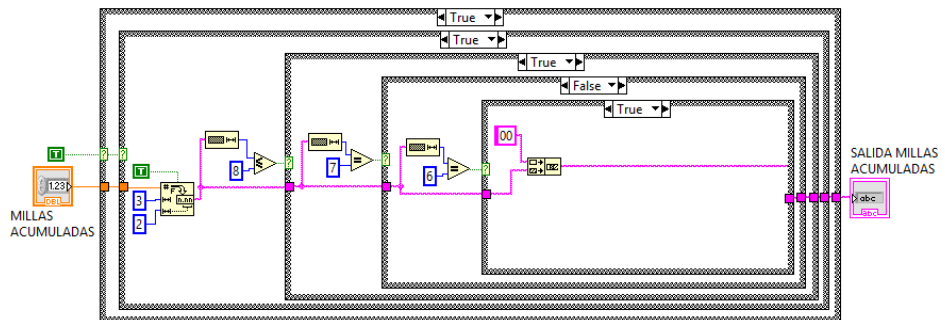 True
True
True
False
True
00
T
T
8
7
6
1.23
DBL
3
2
MILLAS
ACUMULADAS
SALIDA MILLAS
ACUMULADAS
abc
abc